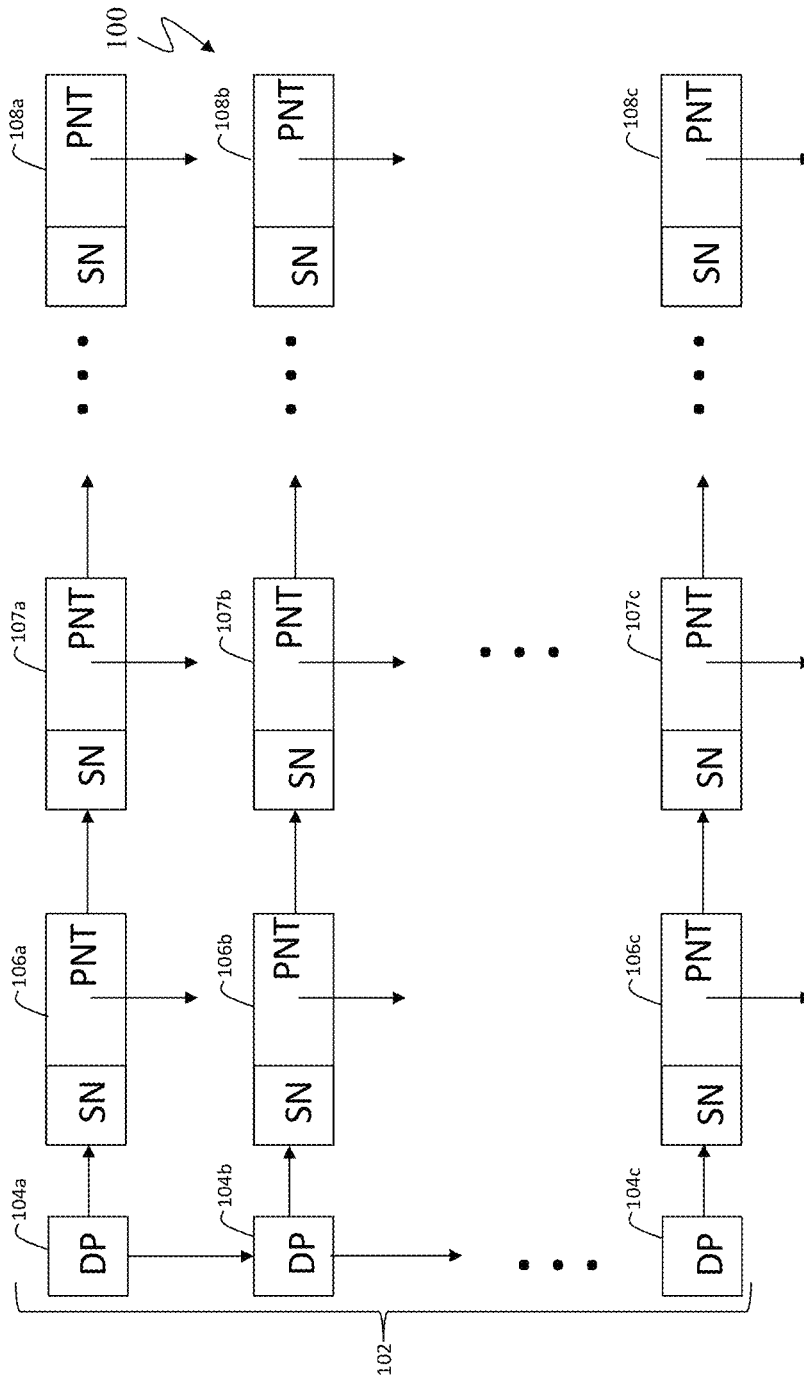 100
102
104a
106a
107a
108a
DP
SN PNT
SN PNT
SN PNT
104b
106b
107b
108b
DP
SN PNT
SN PNT
SN PNT
104c
106c
107c
108c
DP
SN PNT
SN PNT
SN PNT